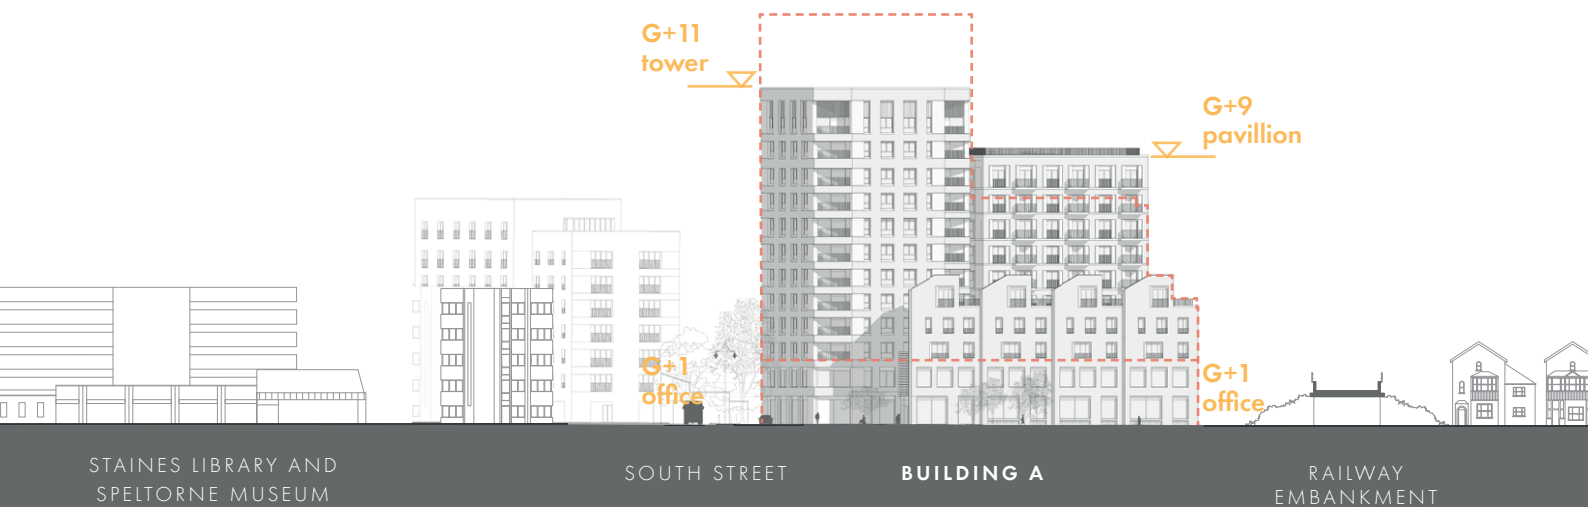 G+11
tower
G+9
pavillion
G+1
office
G+1
office
STAINES LIBRARY AND
SPELTORNE MUSEUM
SOUTH STREET
BUILDING A
RAILWAY
EMBANKMENT